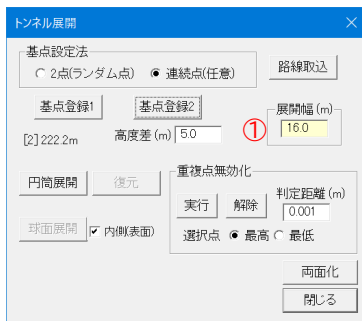 トンネル展開
基点設定法
2点(ランダム点) 連続点(任意)
路線取込
基点登録1 基点登録2
展開幅 (m)
① 16.0
[2] 222.2m 高度差 (m) 5.0
円筒展開 復元
重複点無効化
実行 解除 判定距離 (m)
0.001
球面展開 内側(表面)
選択点 最高 最低
両面化
閉じる